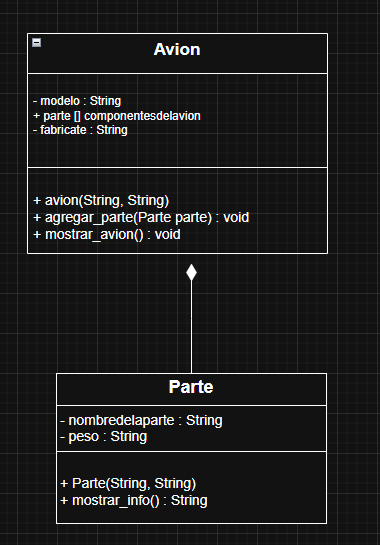 Avion
- modelo : String
+ parte [] componentesdelavion
- fabricate : String
+ avion(String, String)
+ agregar_parte(Parte parte) : void
+ mostrar_avion() : void
Parte
- nombredelaparte : String
- peso : String
+ Parte(String, String)
+ mostrar_info() : String